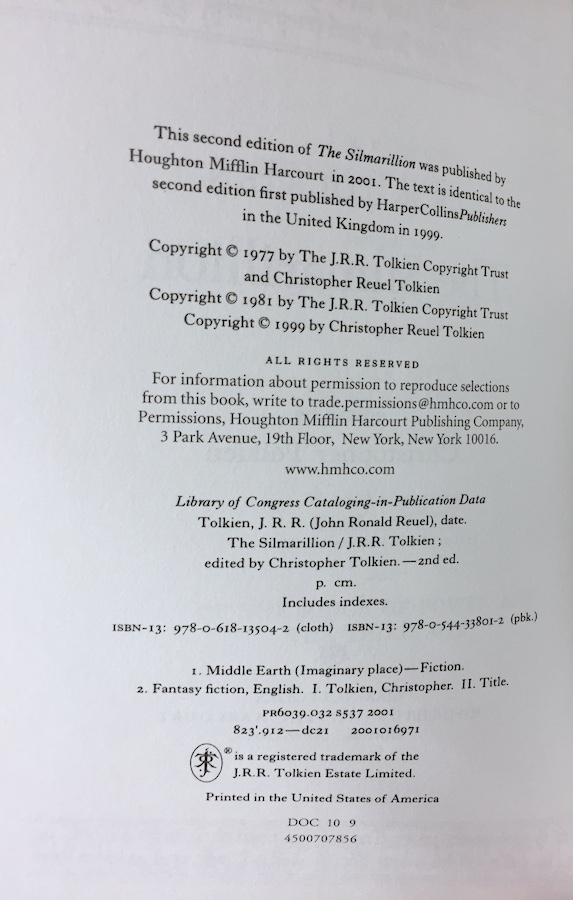 This second edition of The Silmarillion was published by
Houghton Mifflin Harcourt in 2001. The text is identical to the
second edition first published by HarperCollinsPublishers
in the United Kingdom in 1999.
Copyright © 1977 by The J.R.R. Tolkien Copyright Trust
and Christopher Reuel Tolkien
Copyright © 1981 by The J.R.R. Tolkien Copyright Trust
Copyright © 1999 by Christopher Reuel Tolkien
ALL RIGHTS RESERVED
For information about permission to reproduce selections
from this book, write to trade.permissions@hmhco.com or to
Permissions, Houghton Mifflin Harcourt Publishing Company,
3 Park Avenue, 19th Floor, New York, New York 10016.
www.hmhco.com
Library of Congress Cataloging-in-Publication Data
Tolkien, J. R. R. (John Ronald Reuel), date.
The Silmarillion / J.R.R. Tolkien ;
edited by Christopher Tolkien. — 2nd ed.
p. cm.
Includes indexes.
ISBN-13: 978-0-618-13504-2 (cloth) ISBN-13: 978-0-544-33801-2 (pbk.)
1. Middle Earth (Imaginary place)—Fiction.
2. Fantasy fiction, English. I. Tolkien, Christopher. II. Title.
PR6039.032 S537 2001
823'.912—dc21 2001016971
® is a registered trademark of the
J.R.R. Tolkien Estate Limited.
Printed in the United States of America
DOC 10 9
4500707856